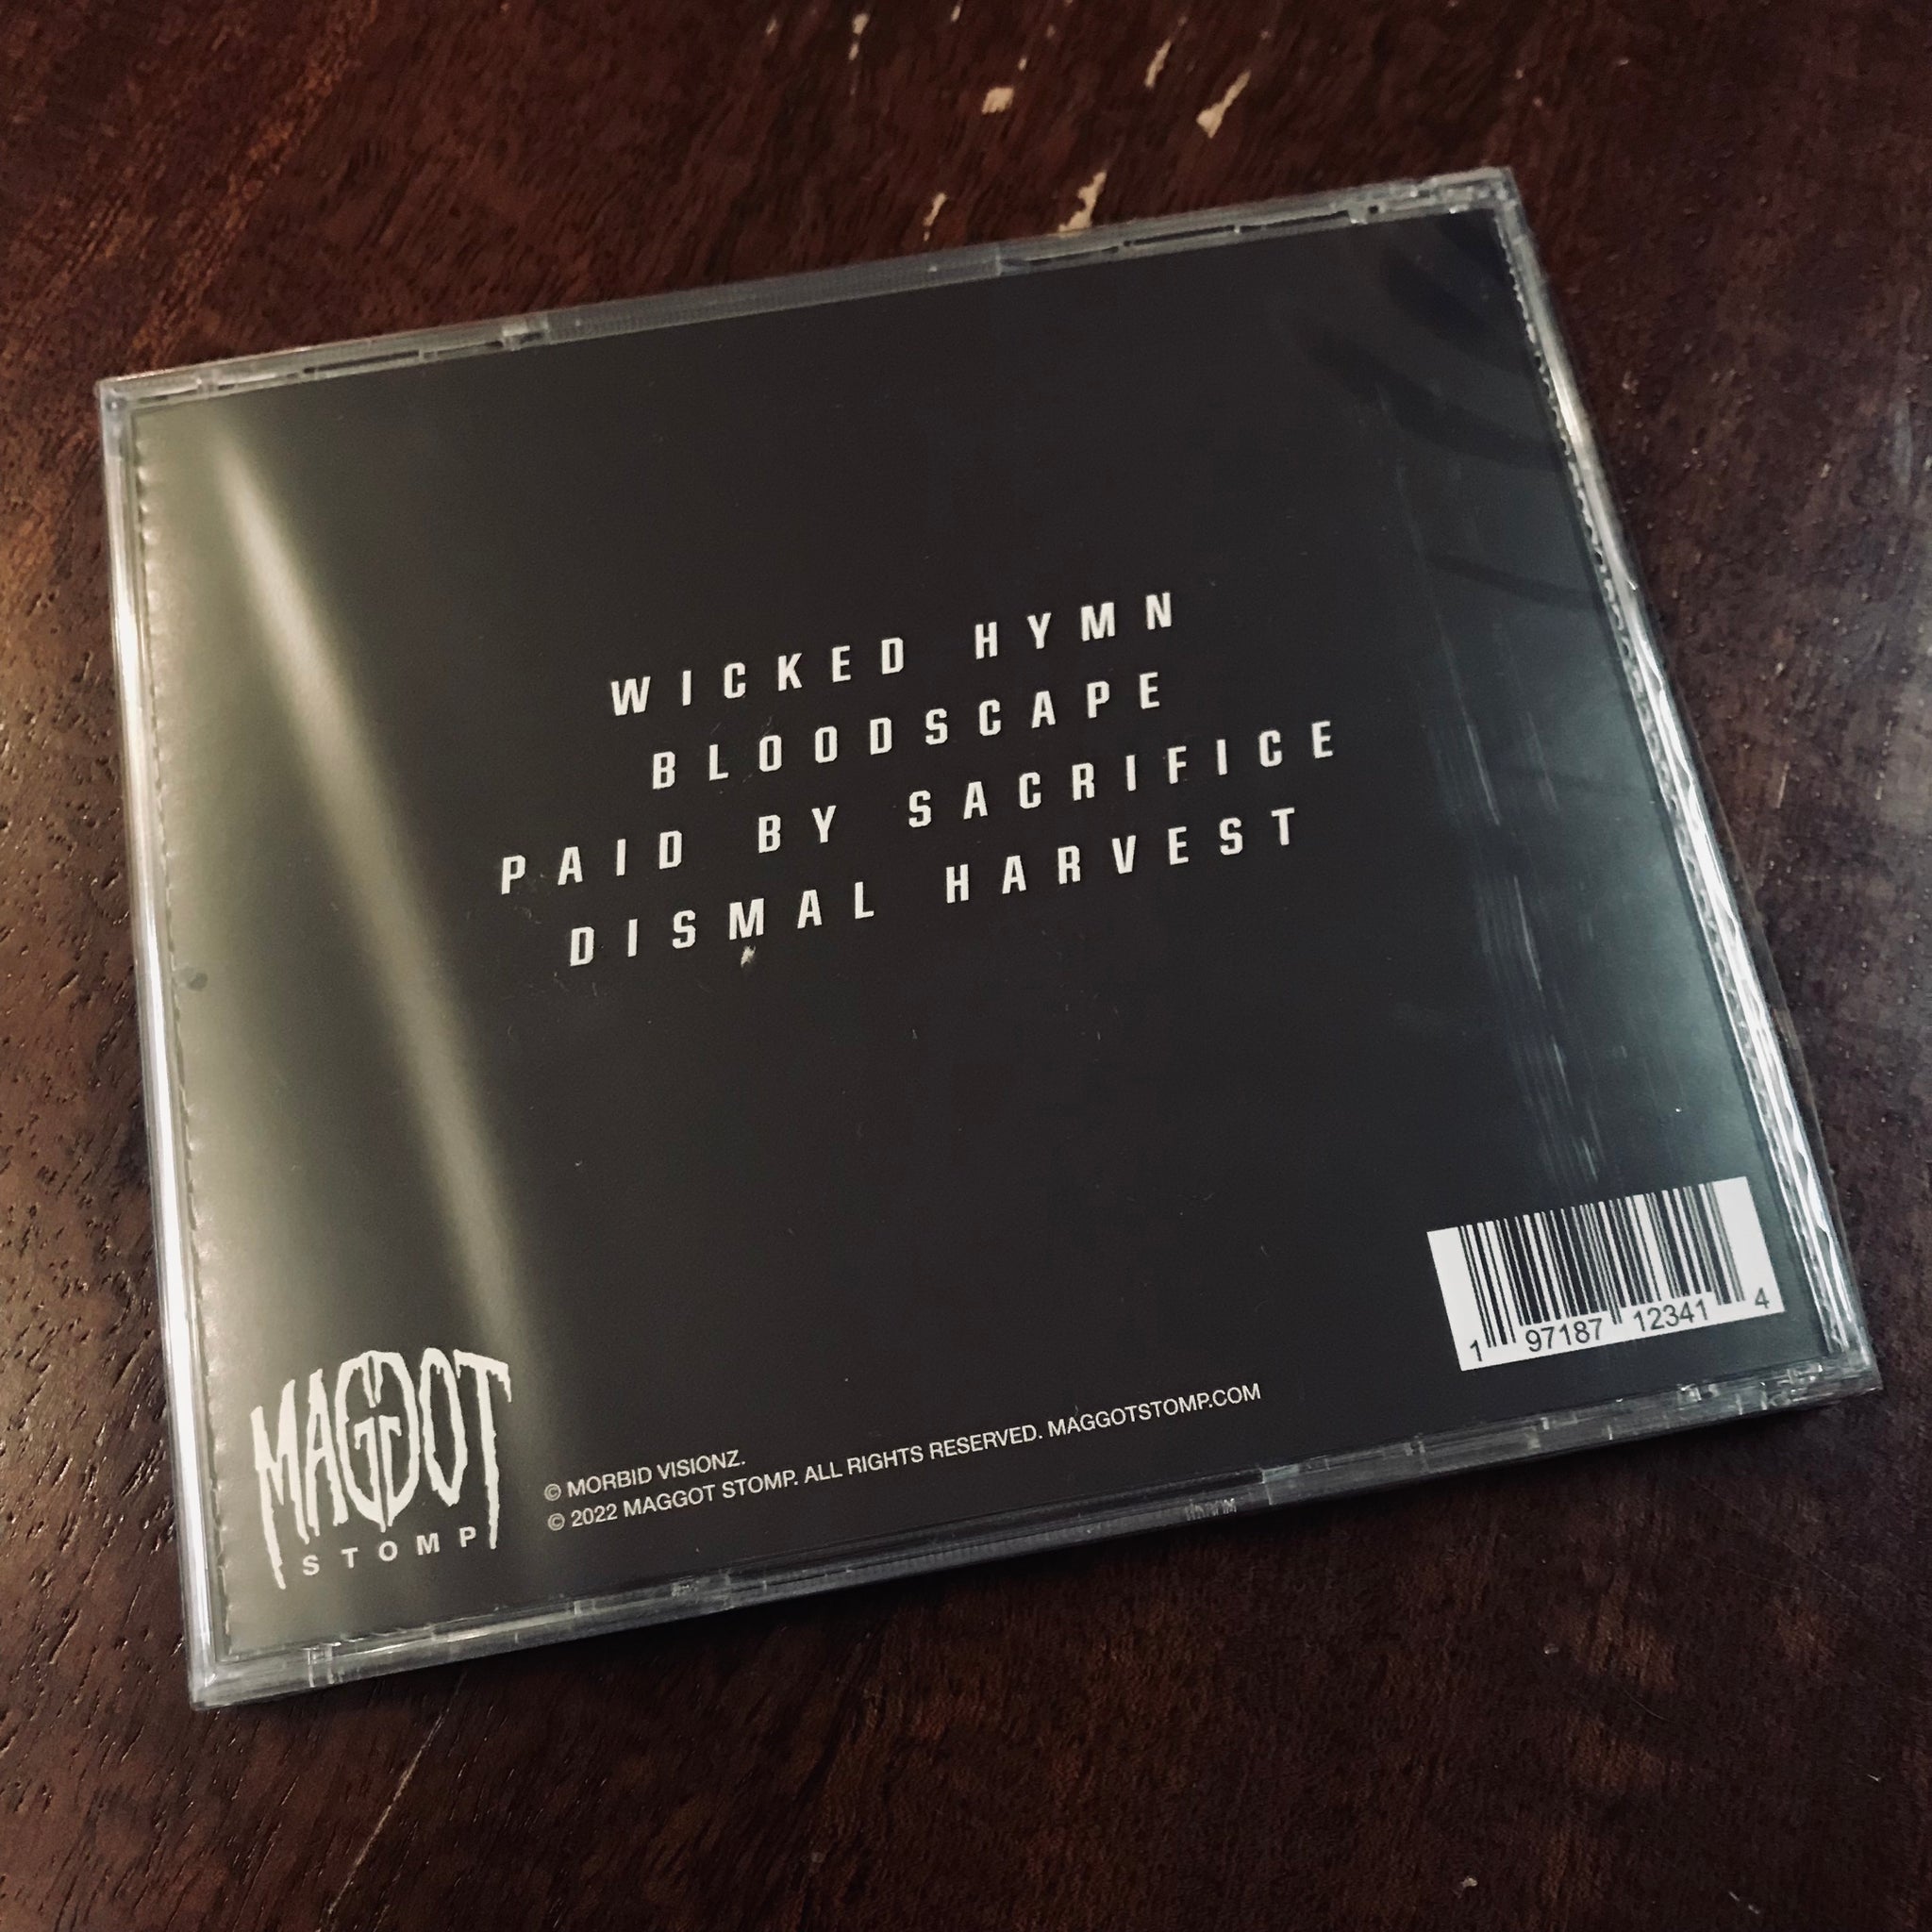 WICKED HYMN
BLOODSCAPE
PAID BY SACRIFICE
DISMAL HARVEST
1 97187 12341 4
MAGGOT
STOMP
© MORBID VISIONZ.
© 2022 MAGGOT STOMP. ALL RIGHTS RESERVED. MAGGOTSTOMP.COM